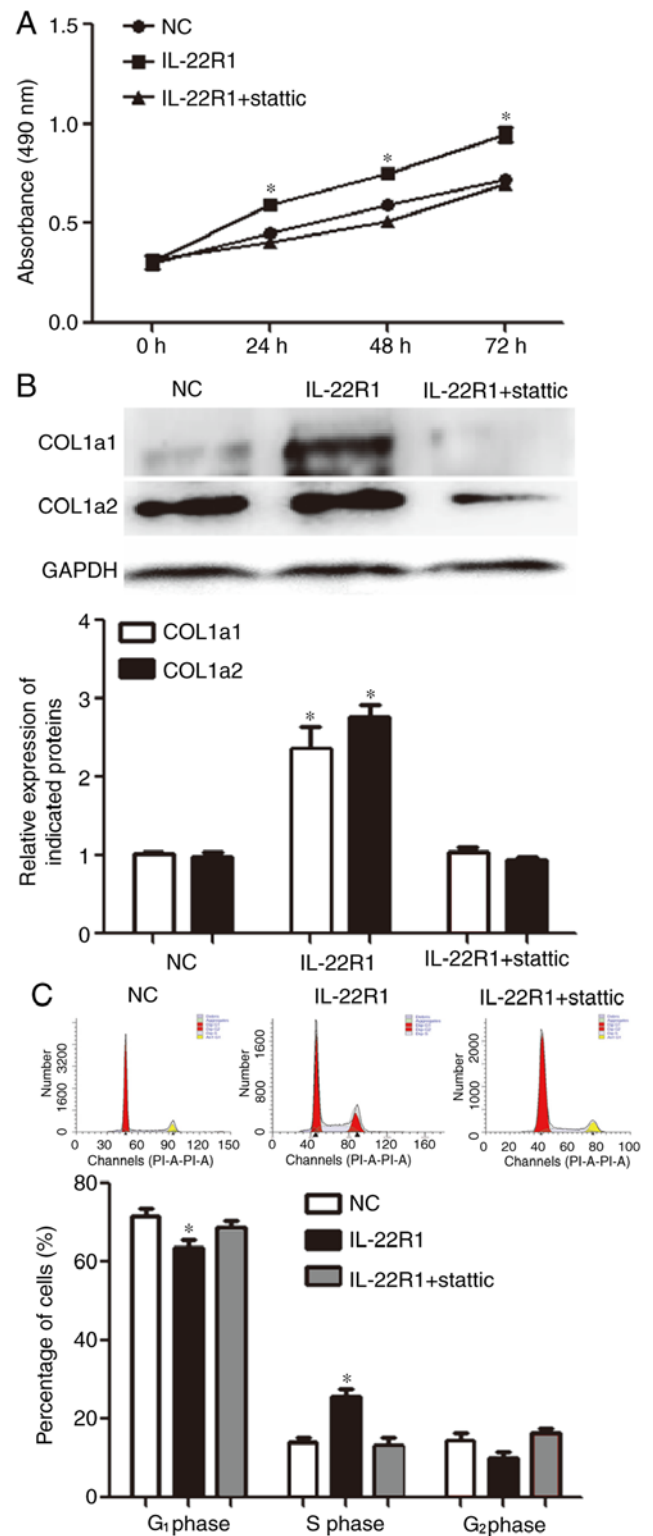 A
1.5
1.0
0.5
0.0
Absorbance (490 nm)
NC
IL-22R1
IL-22R1+stattic
*
*
*
0 h 24 h 48 h 72 h
B
NC IL-22R1 IL-22R1+stattic
COL1a1
COL1a2
GAPDH
4
3
2
1
0
Relative expression of
indicated proteins
COL1a1
COL1a2
*
*
NC IL-22R1 IL-22R1+stattic
C
NC IL-22R1 IL-22R1+stattic
Number
3200
1600
0
0 30 60 90 120 150
Channels (PI-A-PI-A)
Number
1600
800
0
0 40 80 120 160
Channels (PI-A-PI-A)
Number
2000
1000
0
0 20 40 60 80 100
Channels (PI-A-PI-A)
80
60
40
20
0
Percentage of cells (%)
NC
IL-22R1
IL-22R1+stattic
*
*
G₁phase S phase G₂phase